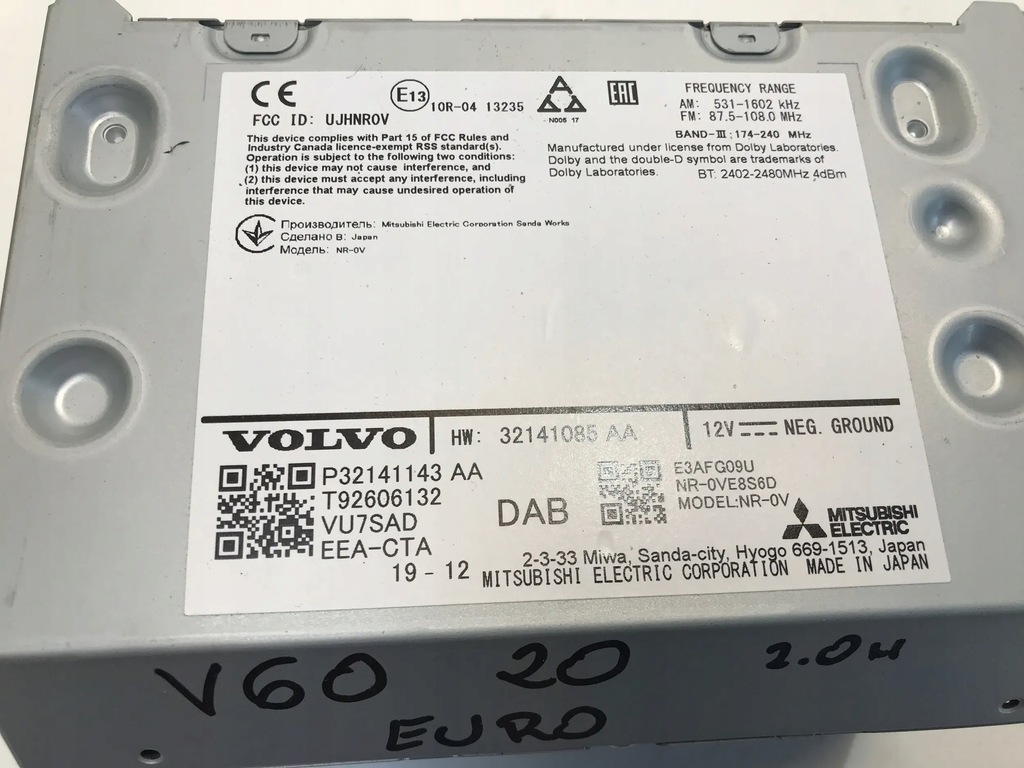 CE
E13 10R-04 13235
FCC ID: UJHNROV
N005 17
EAC
FREQUENCY RANGE
AM: 531-1602 kHz
FM: 87.5-108.0 MHz
BAND-III: 174-240 MHz
This device complies with Part 15 of FCC Rules and
Industry Canada licence-exempt RSS standard(s).
Operation is subject to the following two conditions:
(1) this device may not cause interference, and
(2) this device must accept any interference, including
interference that may cause undesired operation of
this device.
Manufactured under license from Dolby Laboratories.
Dolby and the double-D symbol are trademarks of
Dolby Laboratories.
BT: 2402-2480MHz 4dBm
Производитель: Mitsubishi Electric Corporation Sanda Works
Сделано в: Japan
Модель: NR-0V
VOLVO
HW: 32141085 AA
12V NEG. GROUND
P32141143 AA
T92606132
VU7SAD
EEA-CTA
19-12
DAB
E3AFG09U
NR-0VE8S6D
MODEL:NR-0V
MITSUBISHI
ELECTRIC
2-3-33 Miwa, Sanda-city, Hyogo 669-1513, Japan
MITSUBISHI ELECTRIC CORPORATION MADE IN JAPAN
V60 20
EURO